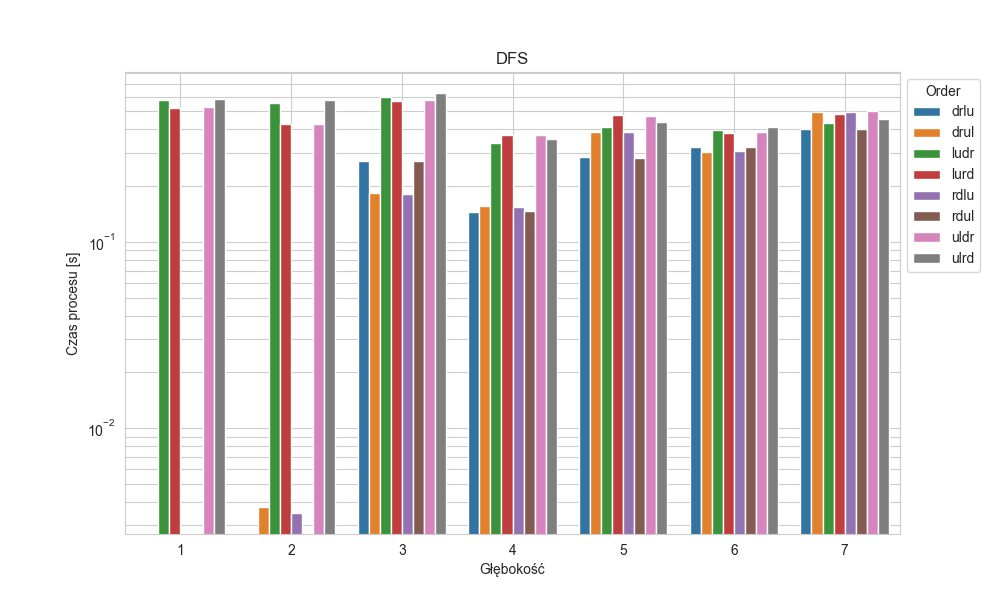 DFS
Order
drlu
drul
ludr
lurd
rdlu
rdul
uldr
ulrd
Czas procesu [s]
10⁻¹
10⁻²
1 2 3 4 5 6 7
Głębokość